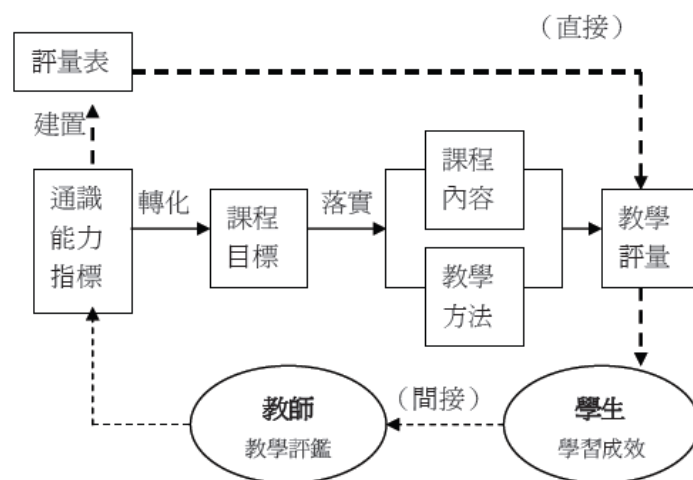 （直接）
評量表
建置
通識
能力
指標
轉化
課程
目標
落實
課程
內容
教學
方法
教學
評量
教師
教學評鑑
（間接）
學生
學習成效